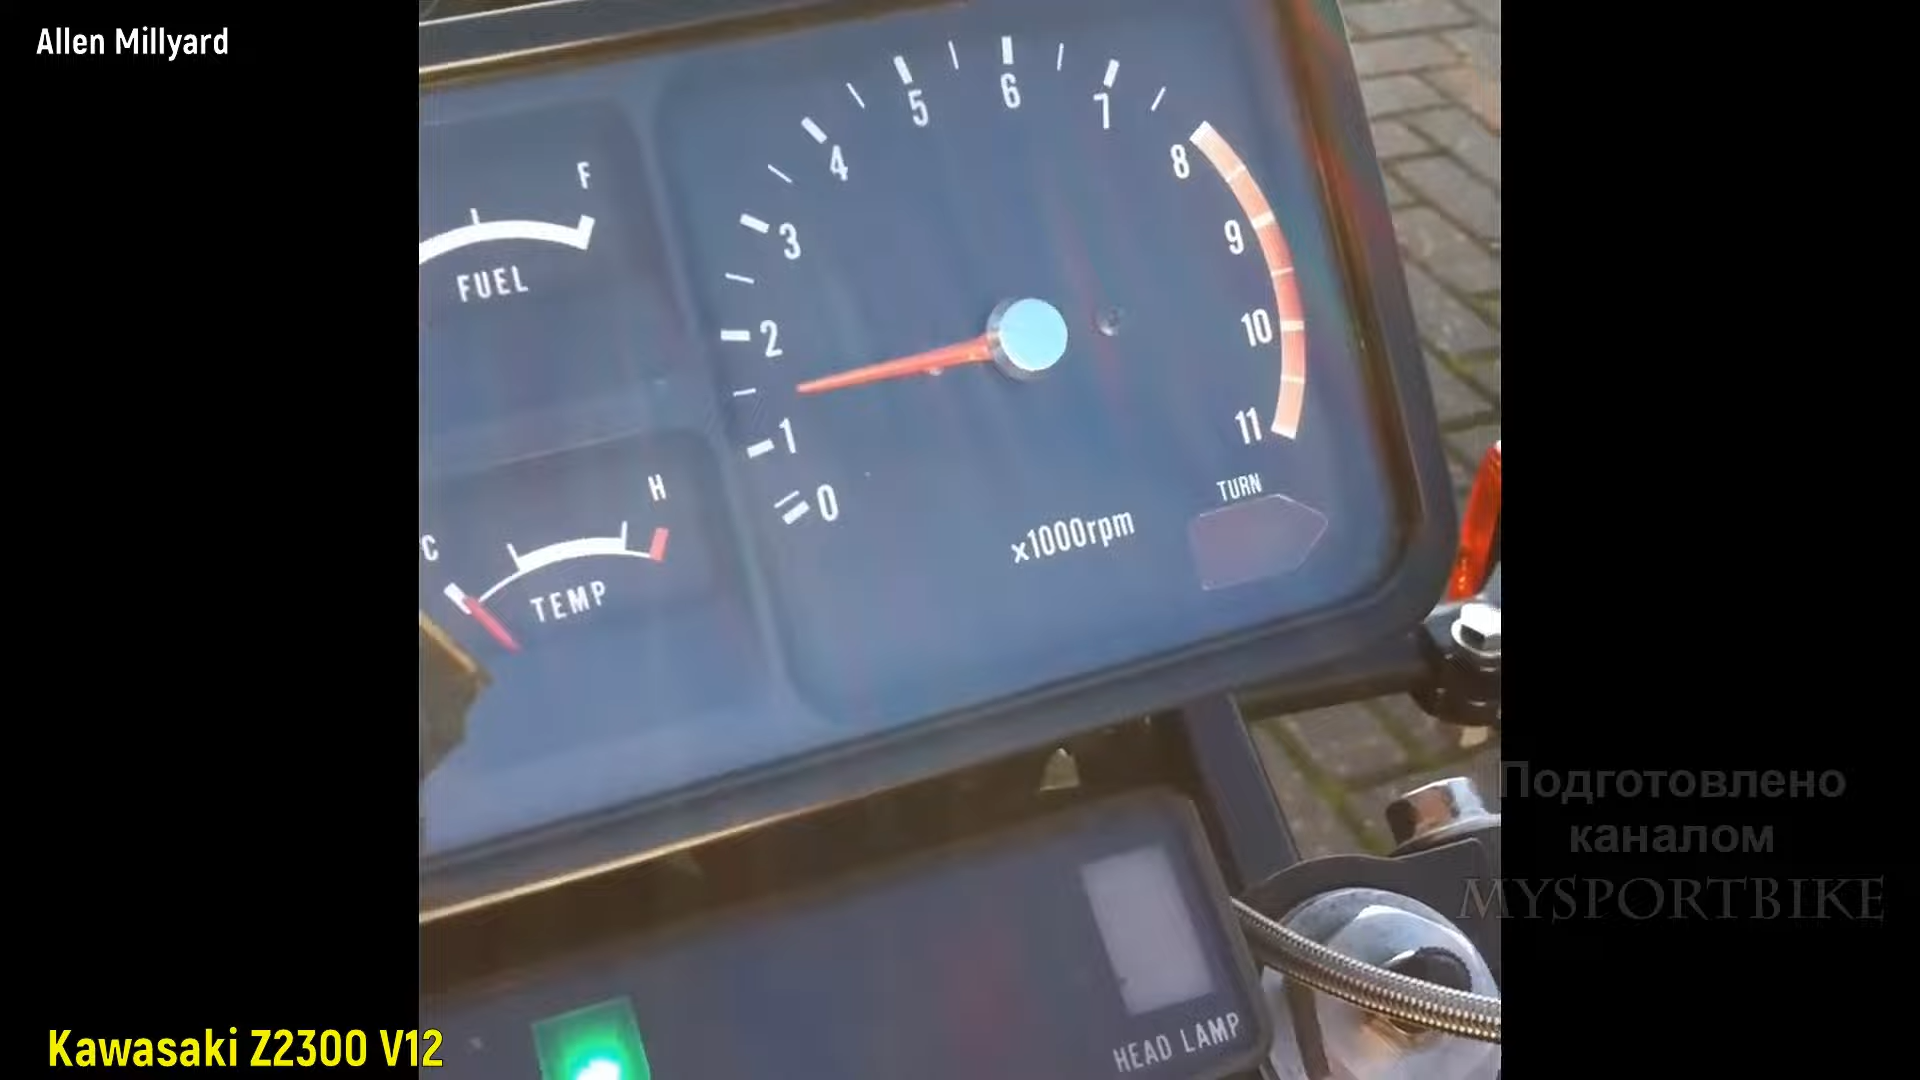 Allen Millyard
5
6
7
4
8
F
3
9
FUEL
2
10
1
11
H
0
TURN
C
x1000rpm
TEMP
Подготовлено
каналом
MYSPORTBIKE
HEAD LAMP
Kawasaki Z2300 V12